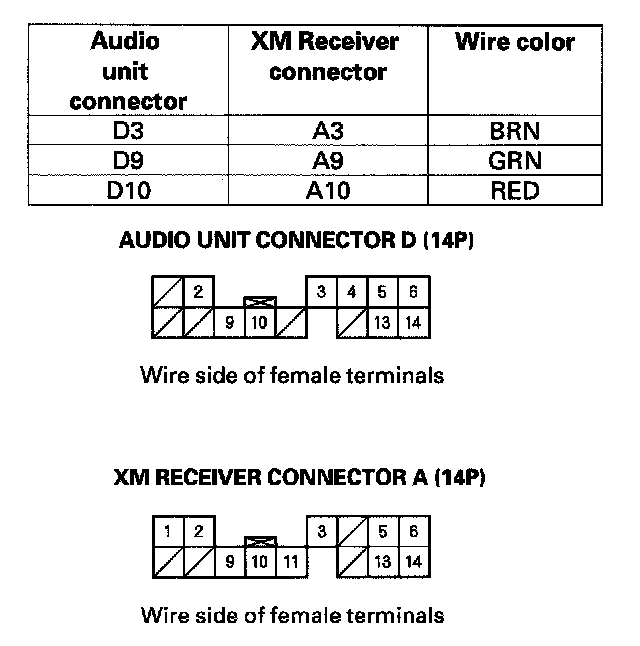 Audio unit connector XM Receiver connector Wire color
D3 A3 BRN
D9 A9 GRN
D10 A10 RED
AUDIO UNIT CONNECTOR D (14P)
2 3 4 5 6
9 10 13 14
Wire side of female terminals
XM RECEIVER CONNECTOR A (14P)
1 2 3 5 6
9 10 11 13 14
Wire side of female terminals